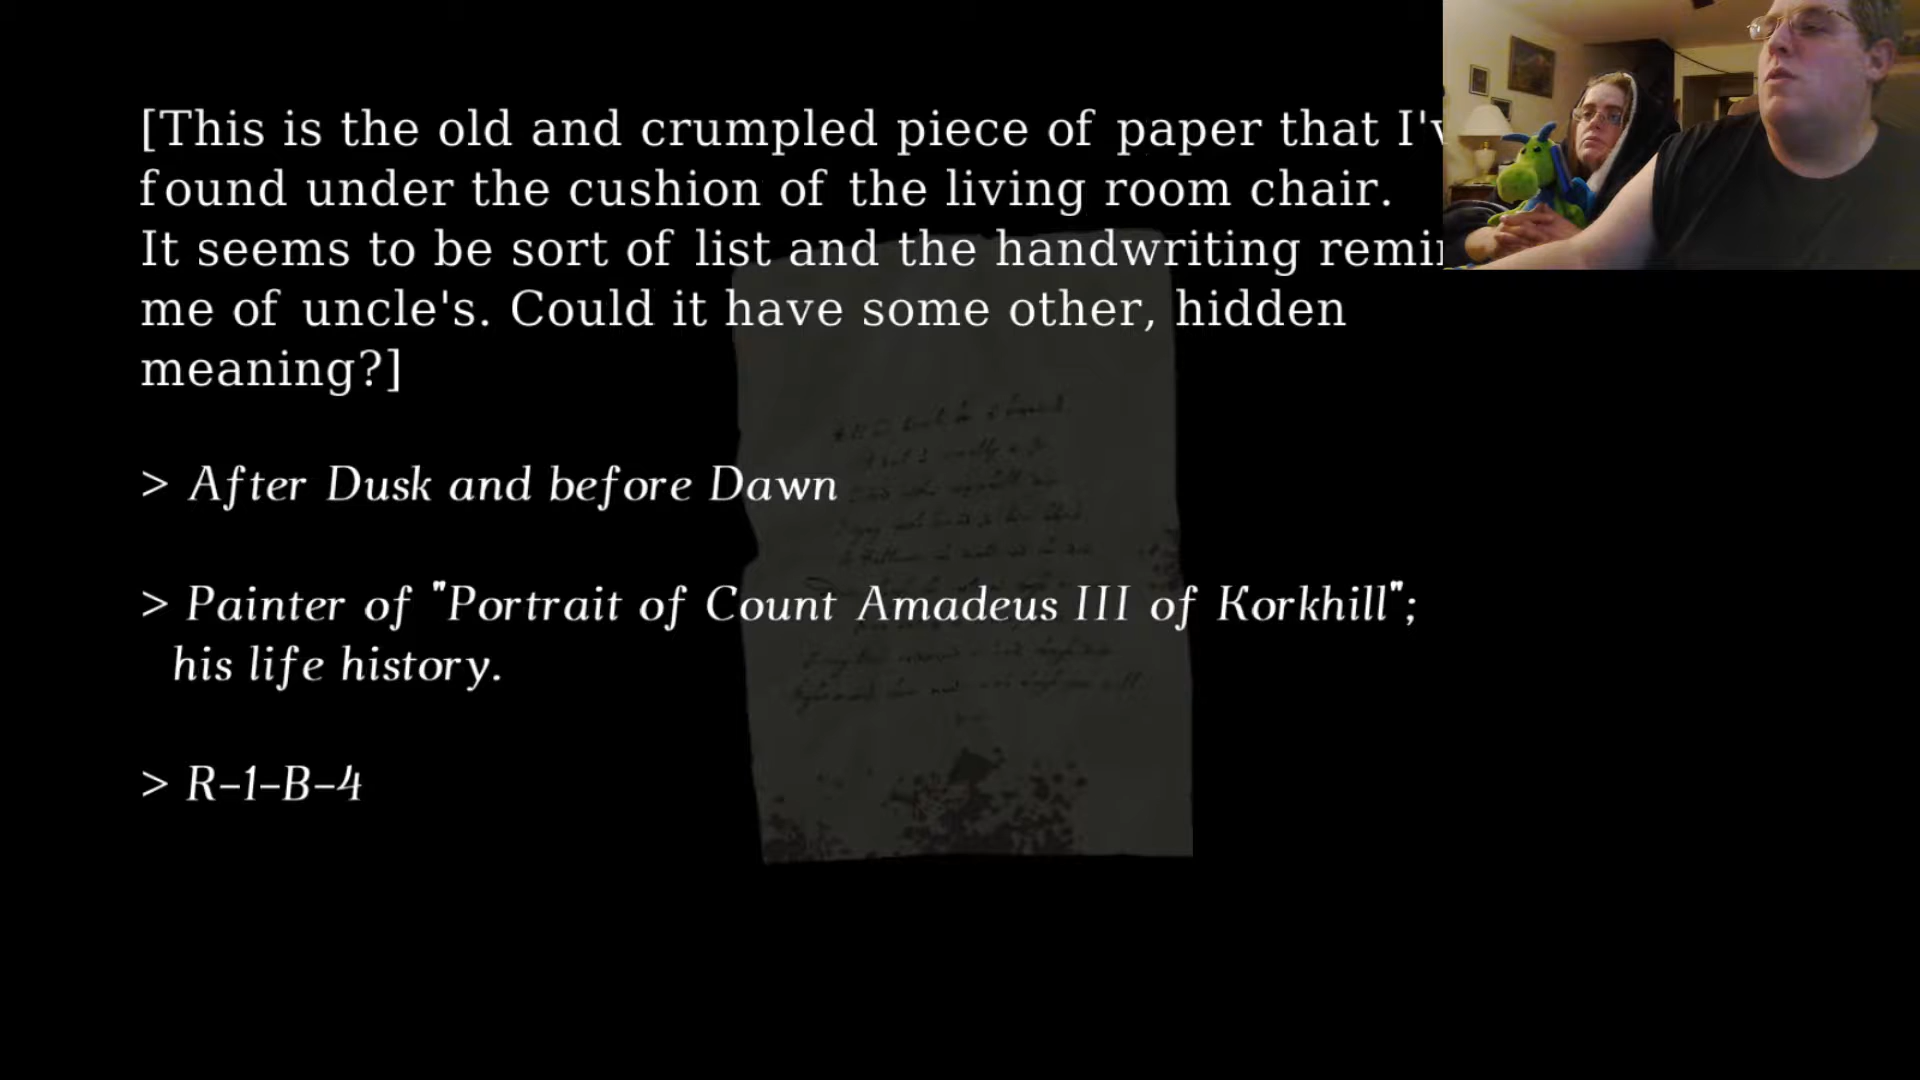 [This is the old and crumpled piece of paper that
found under the cushion of the living room chair.
It seems to be sort of list and the handwriting
me of uncle's. Could it have some other, hidden
meaning?]
> After Dusk and before Dawn
> Painter of "Portrait of Count Amadeus III of Korkhill";
his life history.
> R-1-B-4